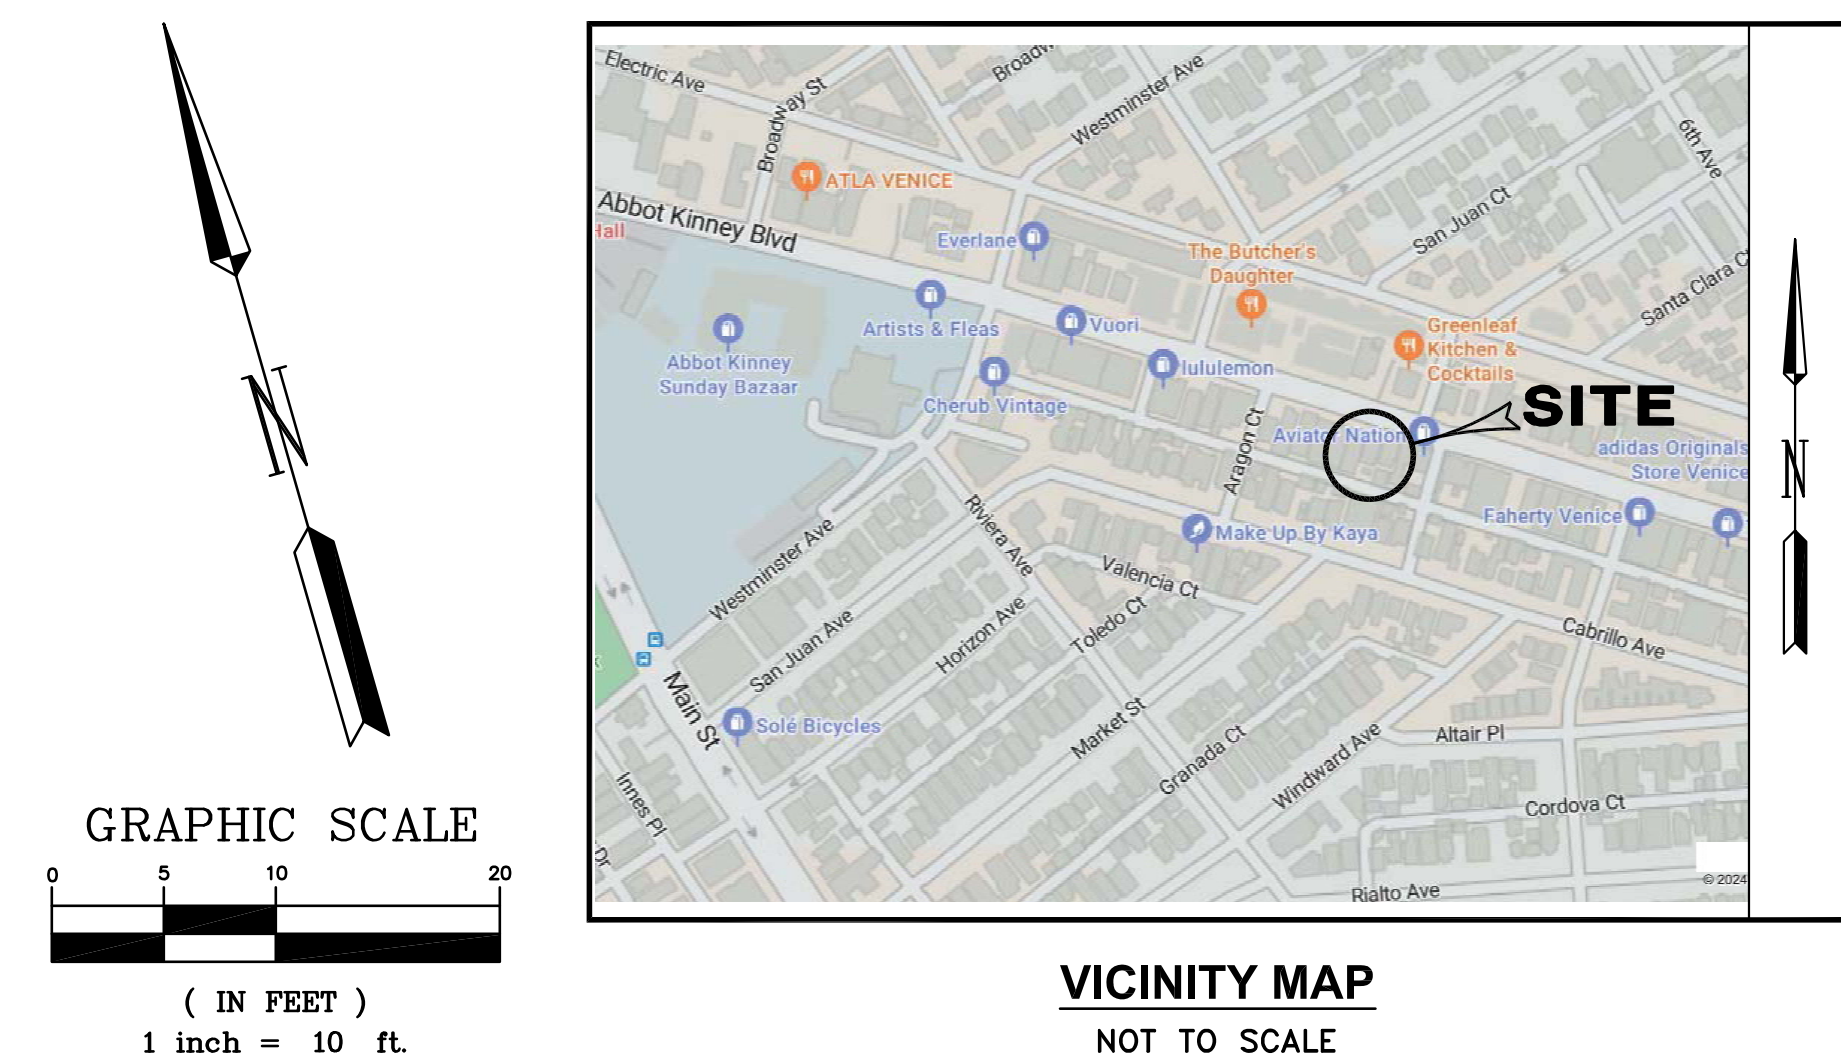 N
GRAPHIC SCALE
0 5 10 20
( IN FEET )
1 inch = 10 ft.
Electric Ave
Broadway St
Westminster Ave
6th Ave
ATLA VENICE
Abbot Kinney Blvd
Hall
Everlane
San Juan Ct
The Butcher's
Daughter
Santa Clara C
Artists & Fleas
Vuori
Greenleaf
Kitchen &
Cocktails
Abbot Kinney
Sunday Bazaar
lululemon
Cherub Vintage
SITE
Aviator Nation
Aragon Ct
adidas Originals
Store Venice
N
Faherty Venice
Make Up By Kaya
Riviera Ave
Westminster Ave
Valencia Ct
Toledo Ct
San Juan Ave
Horizon Ave
Cabrillo Ave
Main St
Solé Bicycles
Market St
Granada Ct
Windward Ave
Altair Pl
Innes Pl
Cordova Ct
Dr
Rialto Ave
© 2024
VICINITY MAP
NOT TO SCALE